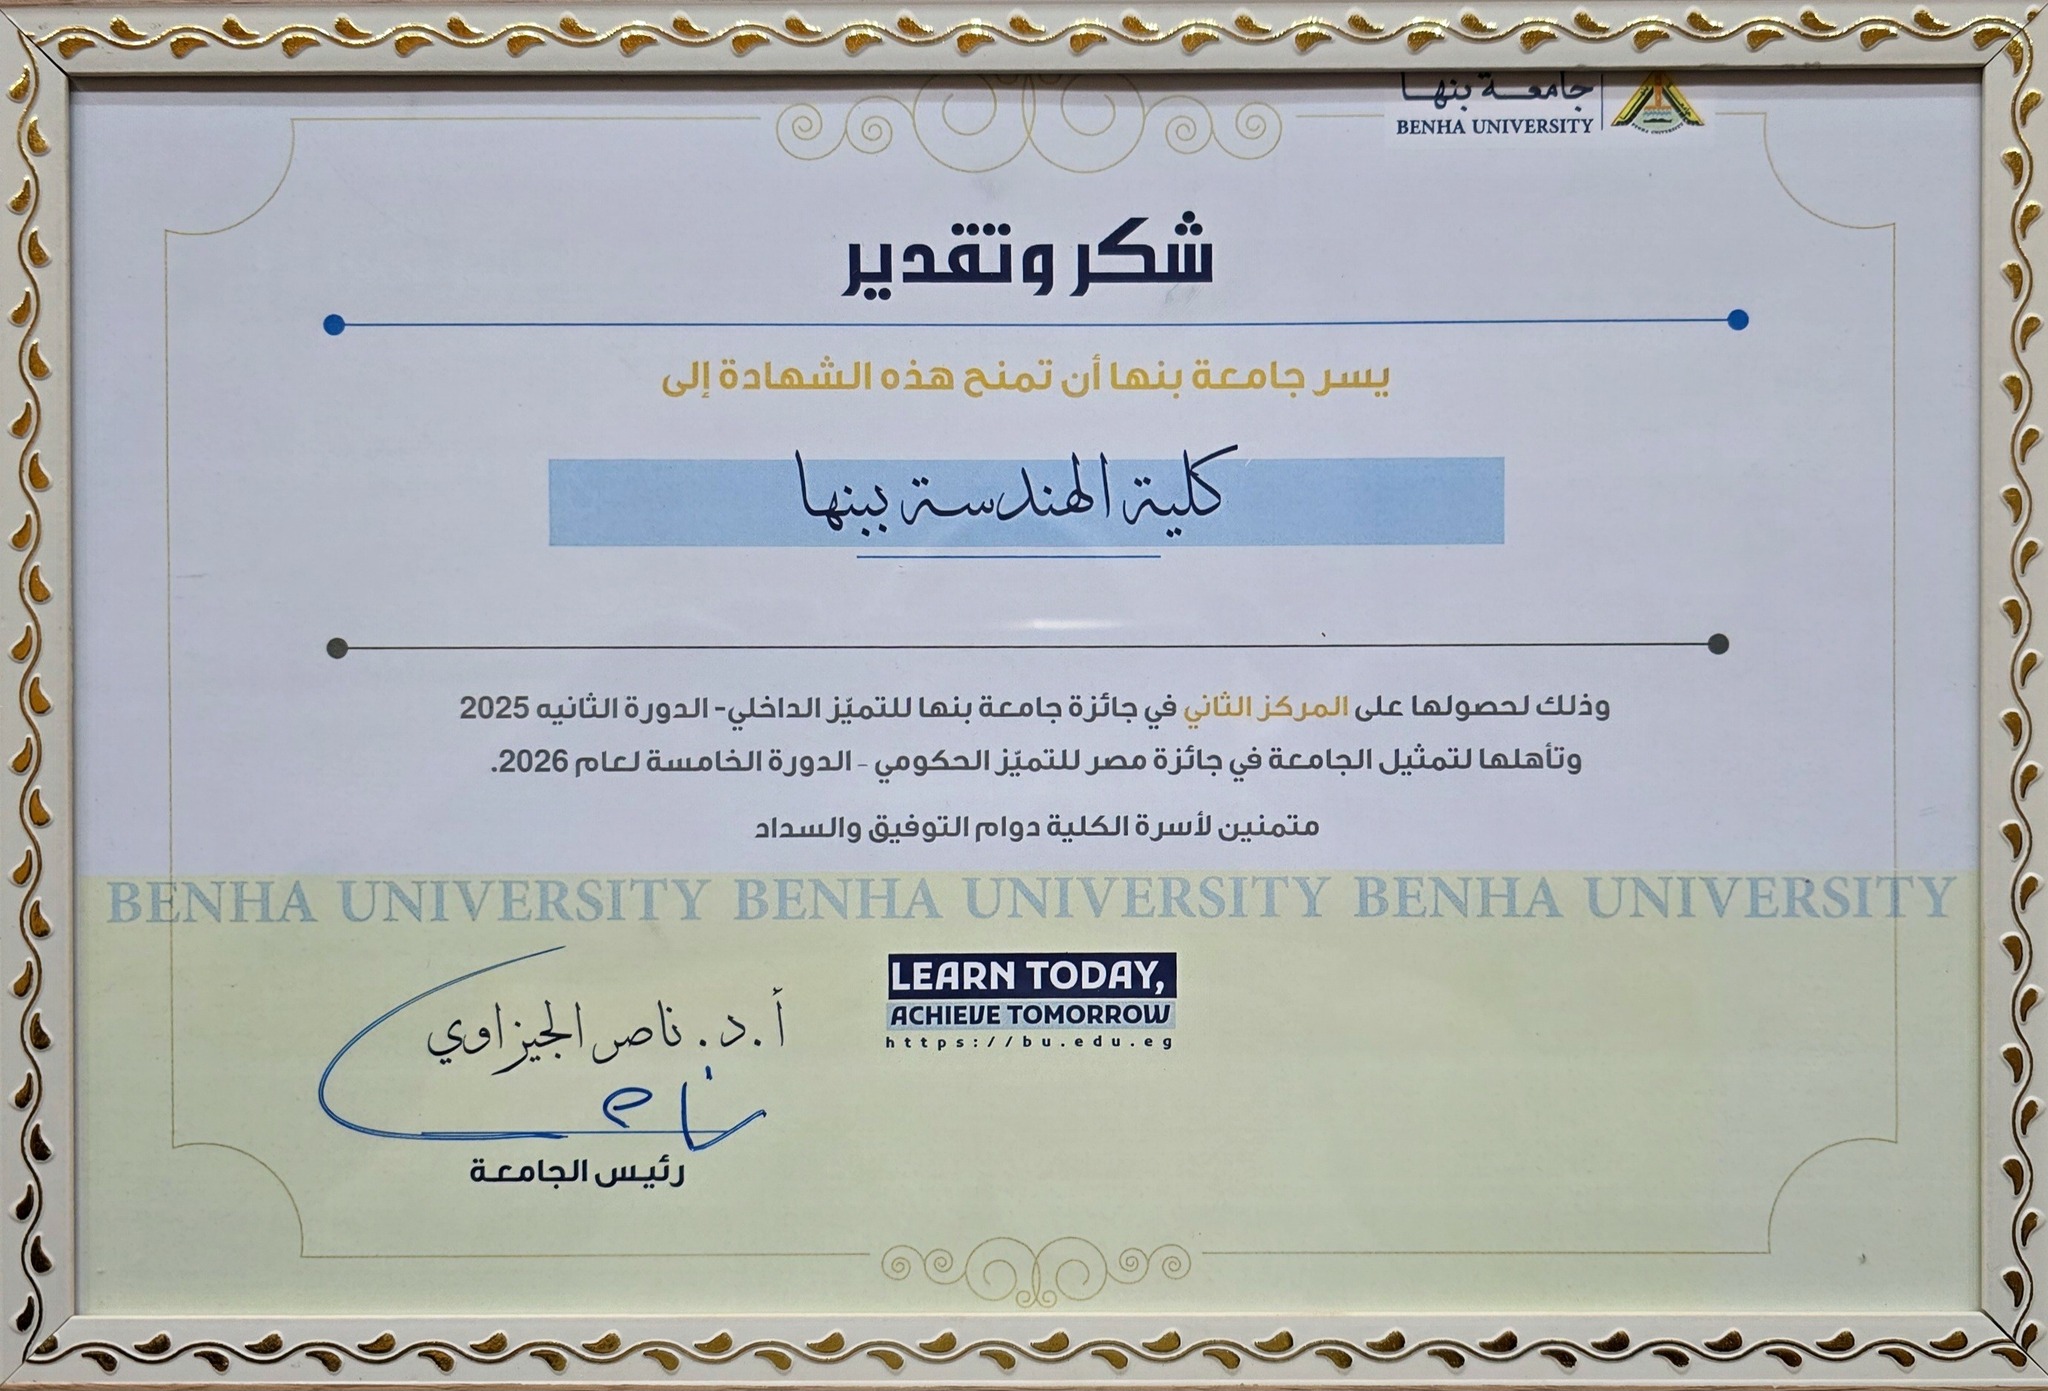 جامعة بنها
BENHA UNIVERSITY
شكر وتقدير
يسر جامعة بنها أن تمنح هذه الشهادة إلى
كلية الهندسة ببنها
وذلك لحصولها على المركز الثاني في جائزة جامعة بنها للتميّز الداخلي- الدورة الثانيه 2025
وتأهلها لتمثيل الجامعة في جائزة مصر للتميّز الحكومي - الدورة الخامسة لعام 2026.
متمنين لأسرة الكلية دوام التوفيق والسداد
BENHA UNIVERSITY BENHA UNIVERSITY BENHA UNIVERSITY
LEARN TODAY,
ACHIEVE TOMORROW
https://bu.edu.eg
أ.د. ناصر الجيزاوي
رئيس الجامعة